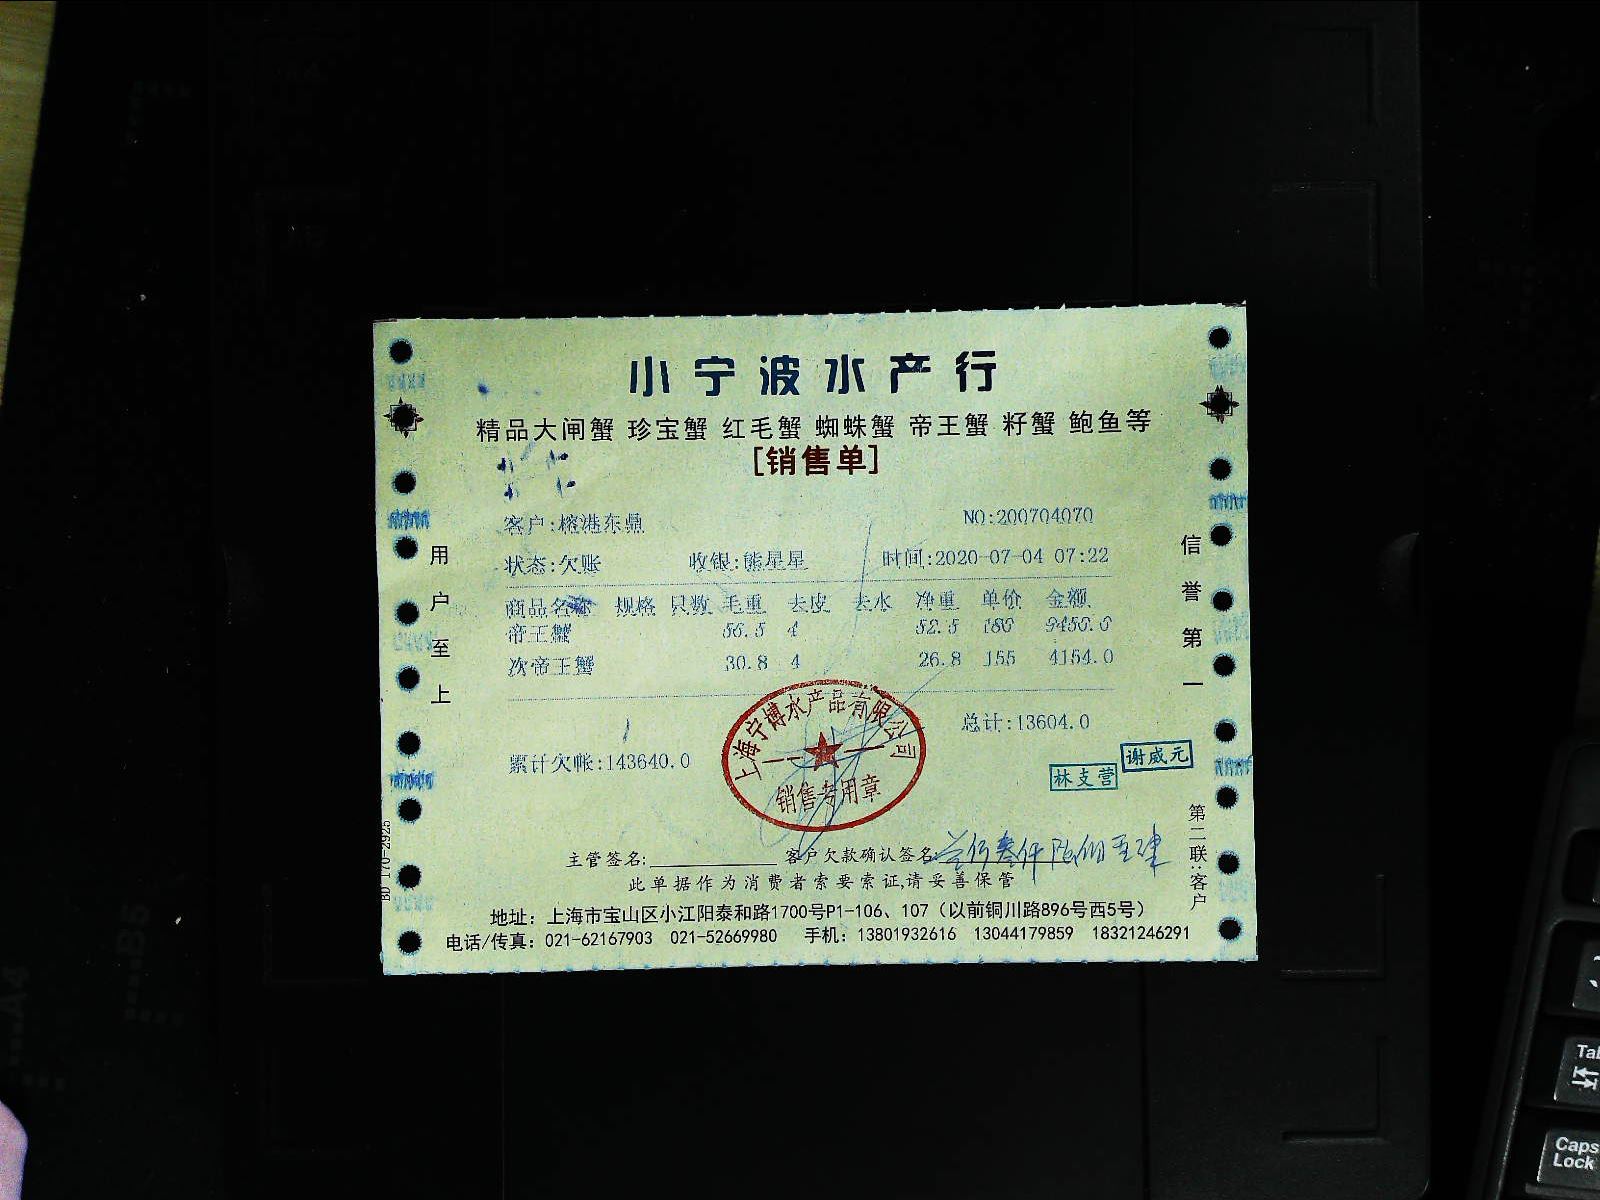 小宁波水产行
精品大闸蟹 珍宝蟹 红毛蟹 蜘蛛蟹 帝王蟹 籽蟹 鲍鱼等
[销售单]
客户:榕港东鼎
NO:200704070
状态:欠账 收银:熊星星 时间:2020-07-04 07:22
商品名称 规格 只数 毛重 去皮 去水 净重 单价 金额
帝王蟹 56.5 4 52.5 180 9450.0
次帝王蟹 30.8 4 26.8 155 4154.0
总计:13604.0
累计欠帐:143640.0
上海宁博水产品有限公司
销售专用章
谢威元
林支营
主管签名: 客户欠款确认签名:
此单据作为消费者索要索证,请妥善保管
地址: 上海市宝山区小江阳泰和路1700号P1-106、107（以前铜川路896号西5号）
电话/传真: 021-62167903 021-52669980 手机: 13801932616 13044179859 18321246291
用户至上
信誉第一
第二联:客户
BD 170-2925
B5
A4
Tab
Caps Lock